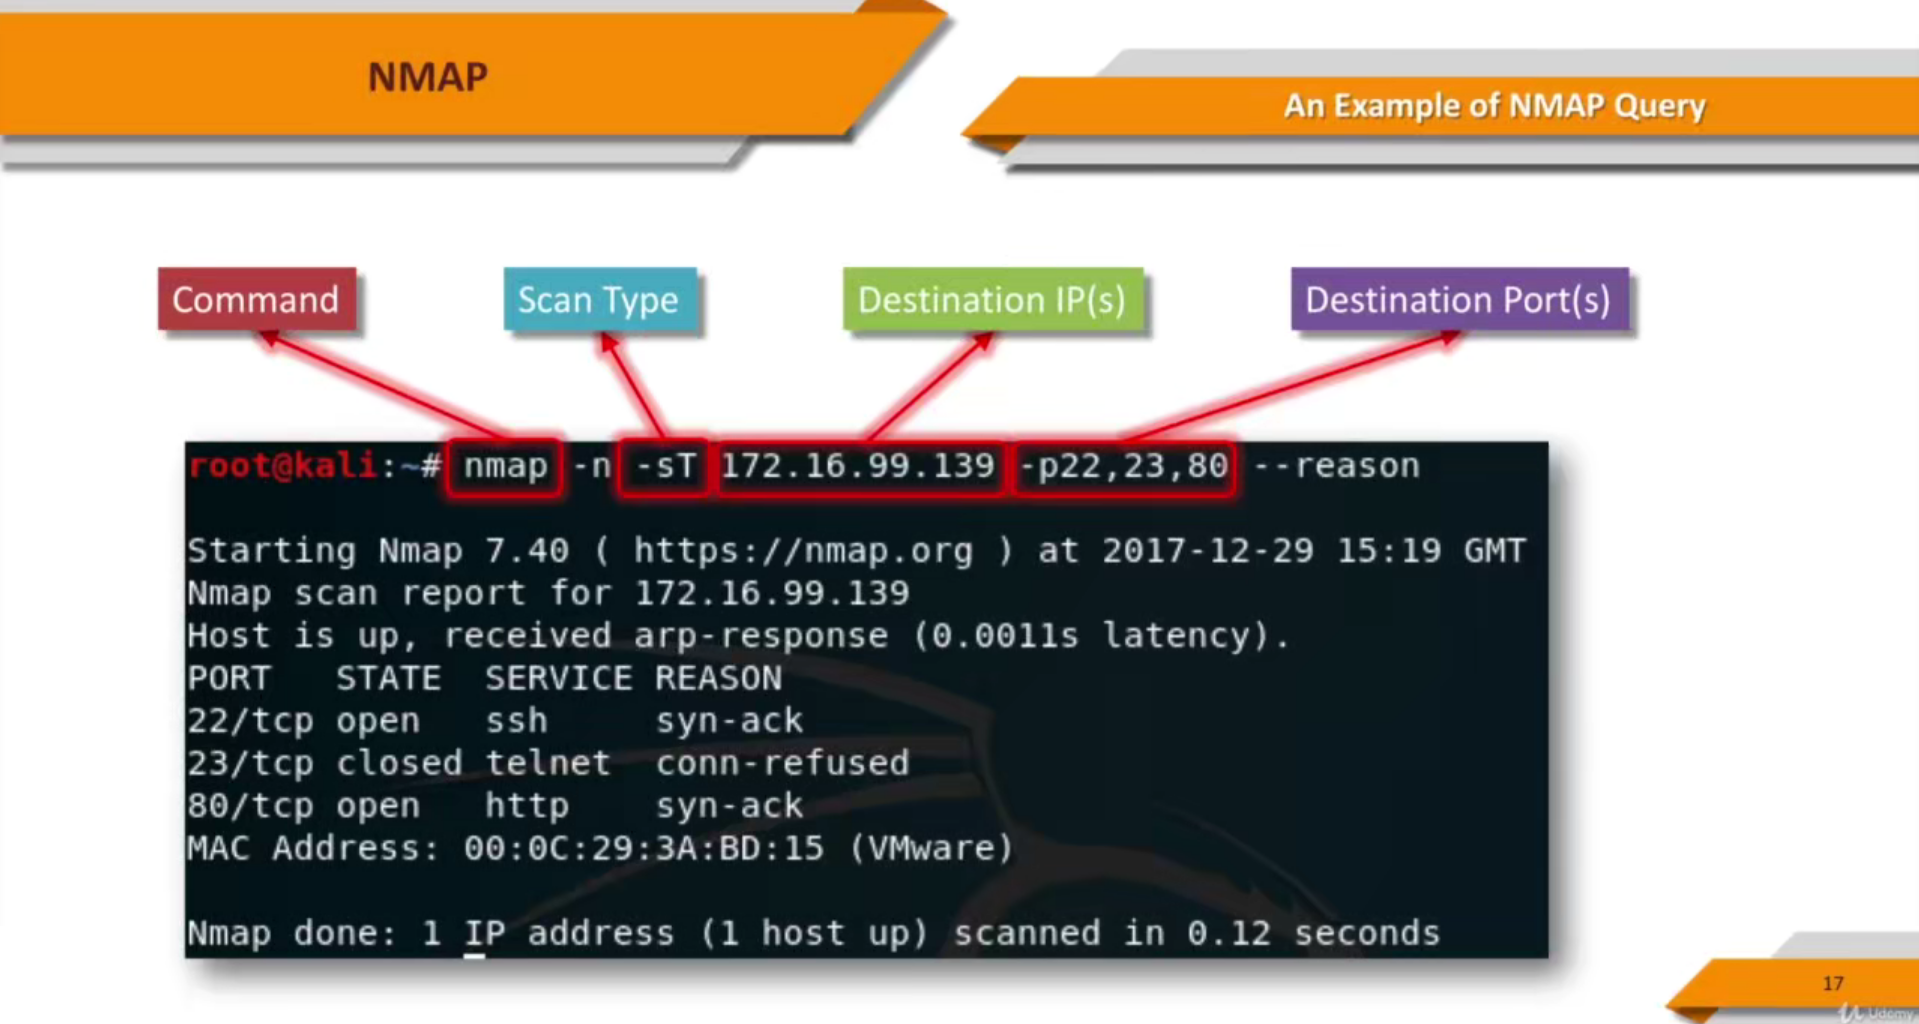 NMAP
An Example of NMAP Query
Command
Scan Type
Destination IP(s)
Destination Port(s)
root@kali:~# nmap -n -sT 172.16.99.139 -p22,23,80 --reason
Starting Nmap 7.40 ( https://nmap.org ) at 2017-12-29 15:19 GMT
Nmap scan report for 172.16.99.139
Host is up, received arp-response (0.0011s latency).
PORT   STATE  SERVICE REASON
22/tcp open   ssh     syn-ack
23/tcp closed telnet  conn-refused
80/tcp open   http    syn-ack
MAC Address: 00:0C:29:3A:BD:15 (VMware)
Nmap done: 1 IP address (1 host up) scanned in 0.12 seconds
17
Udemy